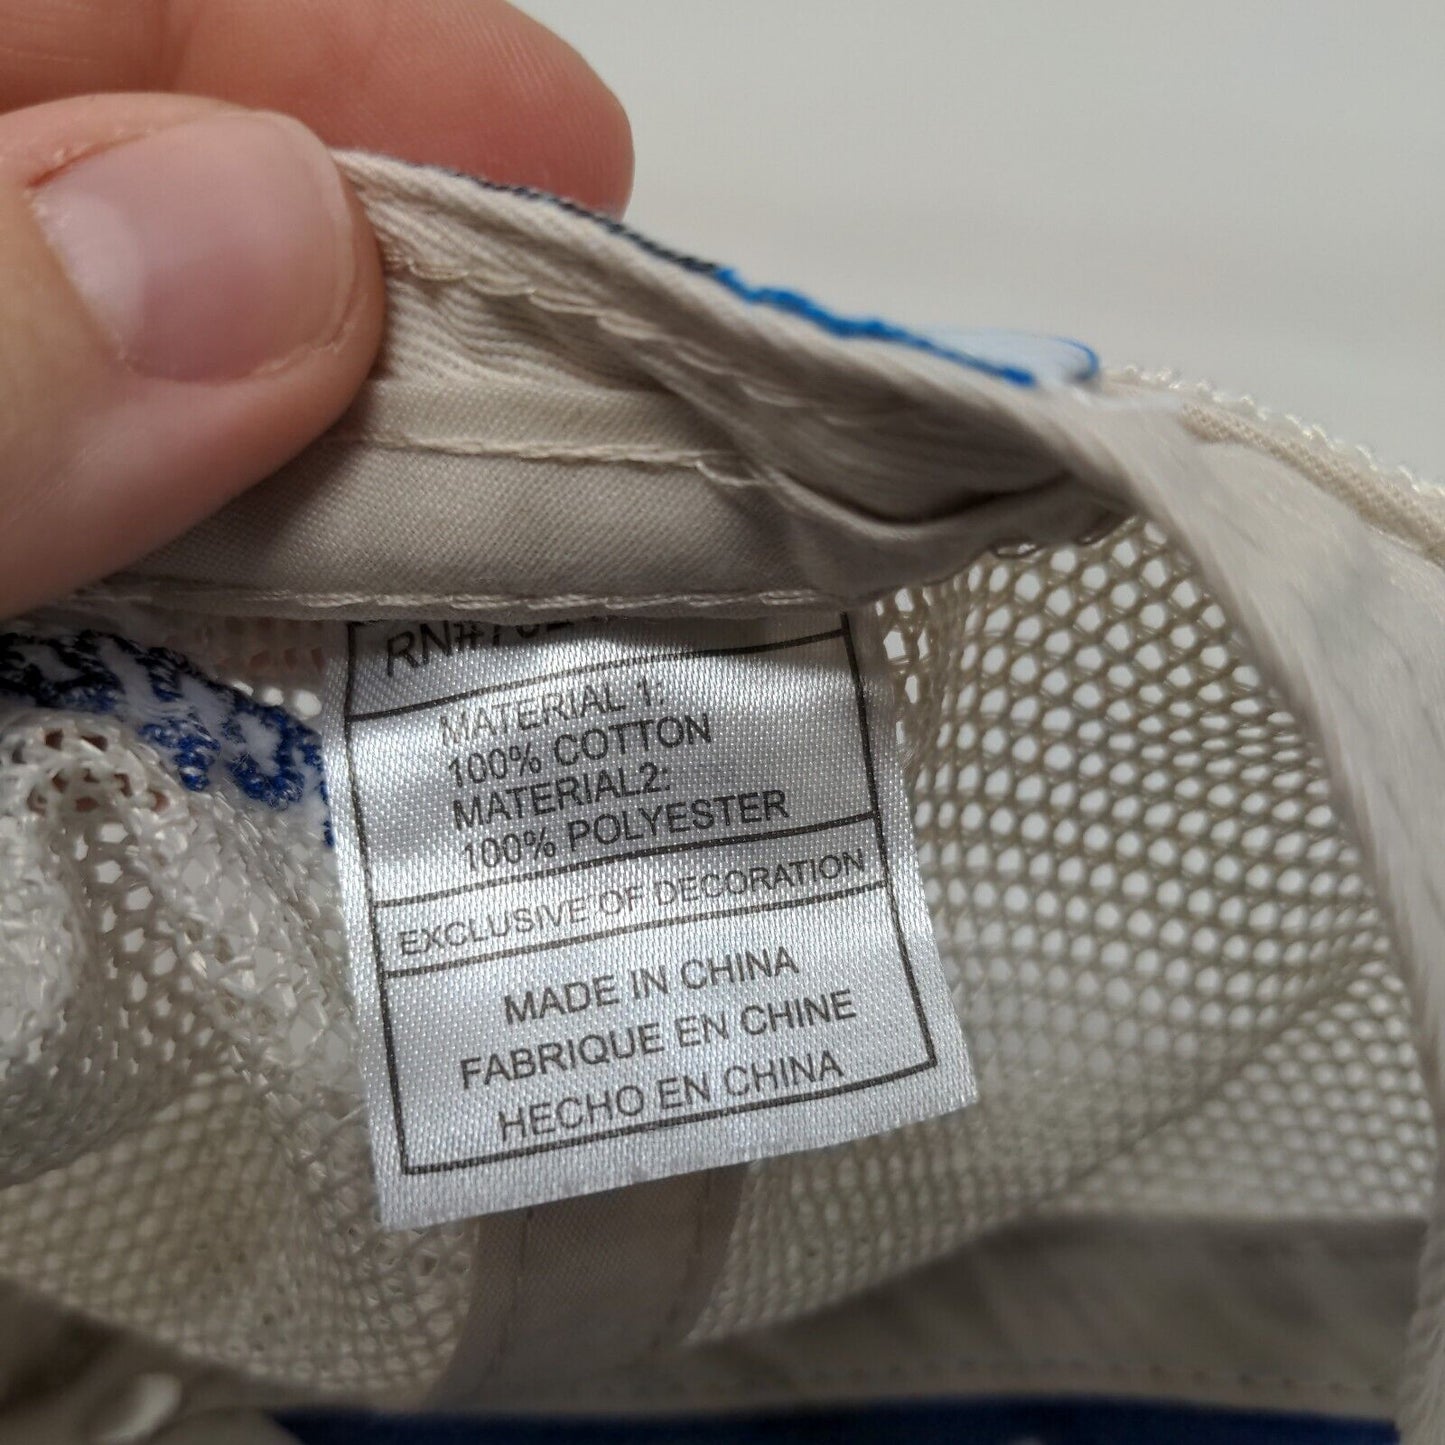 MATERIAL 1:
100% COTTON
MATERIAL2:
100% POLYESTER
EXCLUSIVE OF DECORATION
MADE IN CHINA
FABRIQUE EN CHINE
HECHO EN CHINA